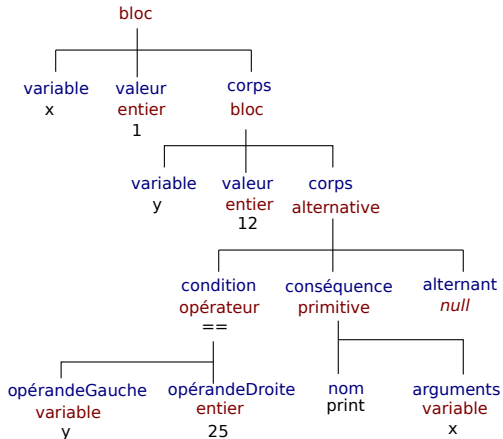 bloc
variable valeur corps
x entier bloc
1
variable valeur corps
y entier alternative
12
condition conséquence alternant
opérateur primitive null
==
opérandeGauche opérandeDroite nom arguments
variable entier print variable
y 25 x